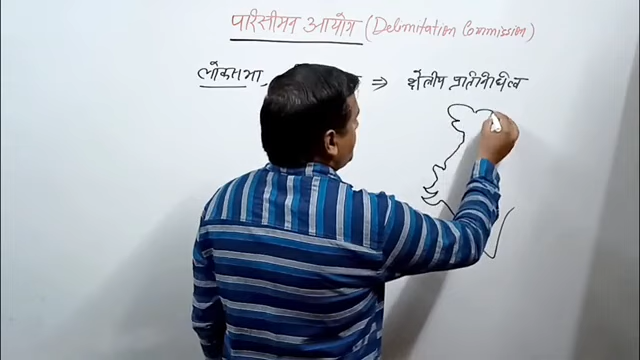 परिसीमन आयोग (Delimitation Commission)
लोकसभा, ⇒ क्षेत्रीय प्रतिनिधित्व